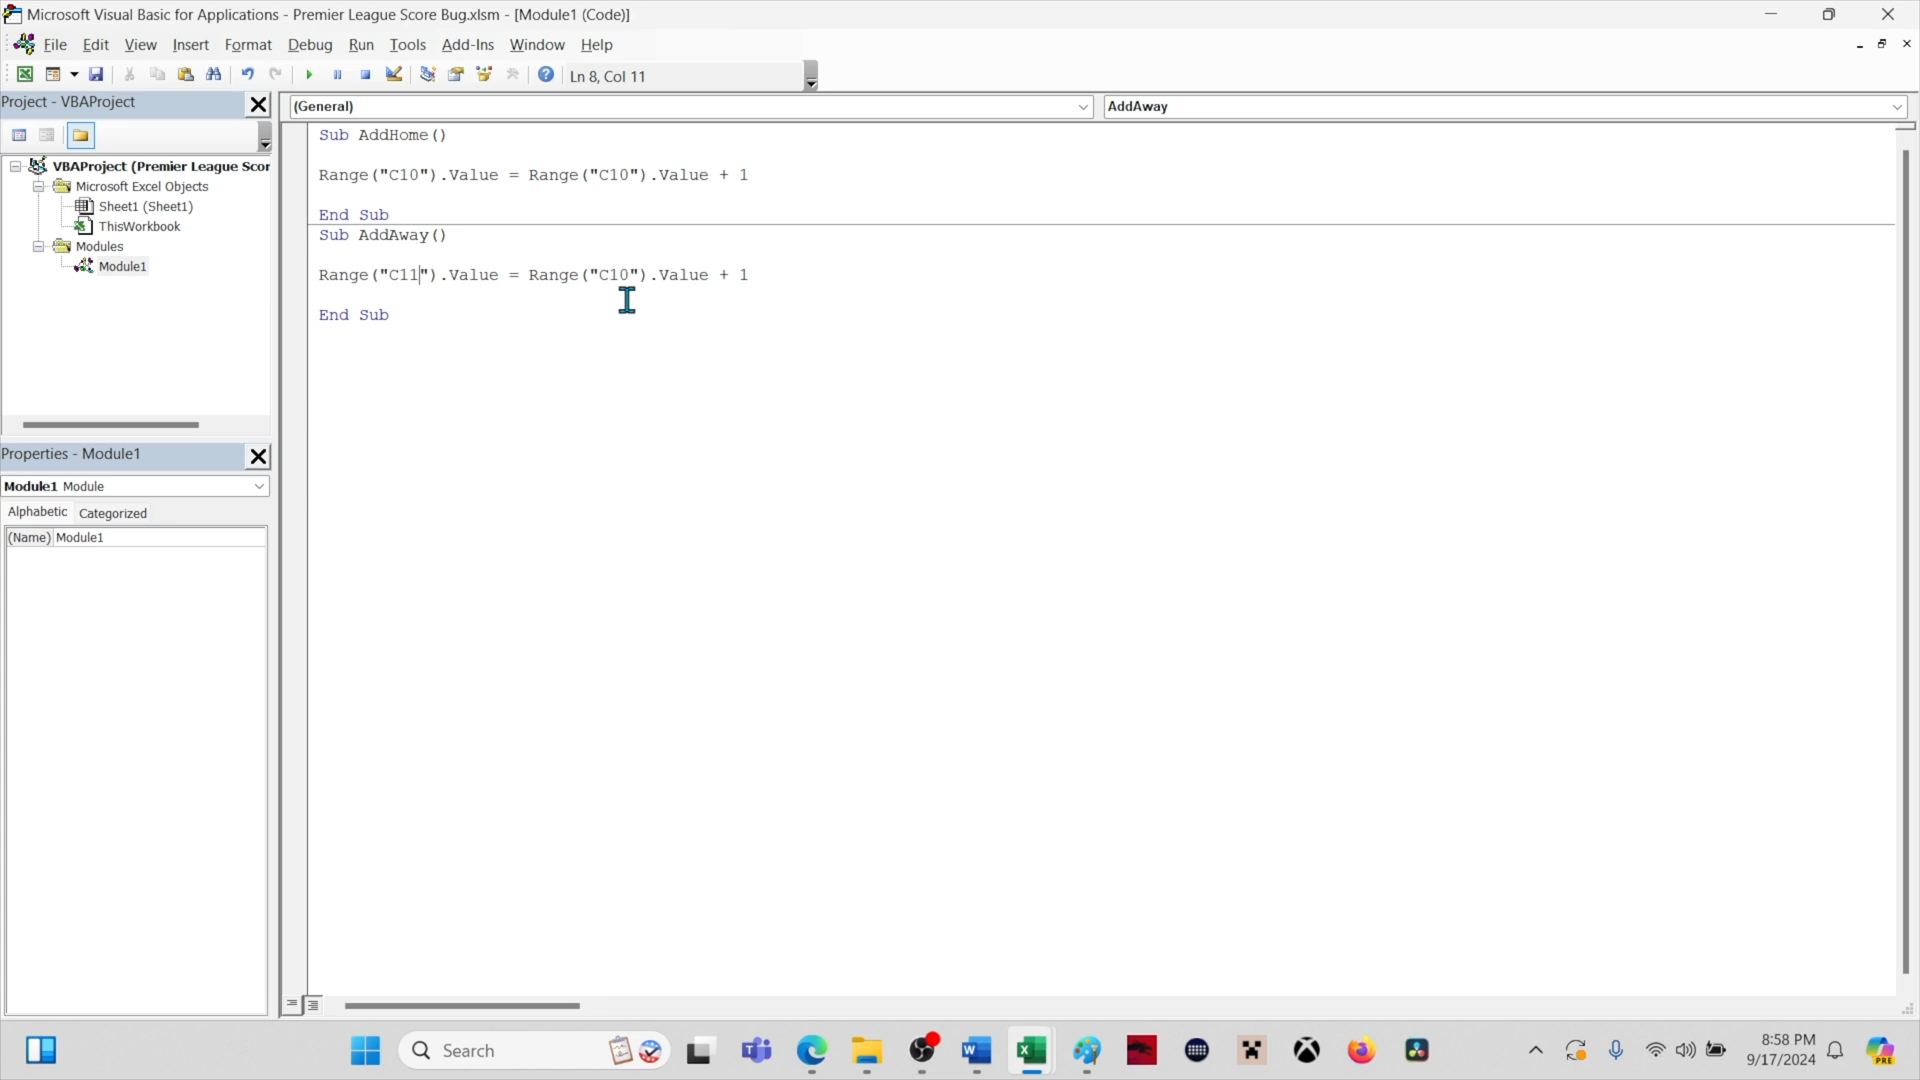 Microsoft Visual Basic for Applications - Premier League Score Bug.xlsm - [Module1 (Code)]
File Edit View Insert Format Debug Run Tools Add-Ins Window Help
Ln 8, Col 11
Project - VBAProject
(General)
AddAway
VBAProject (Premier League Scor
Microsoft Excel Objects
Sheet1 (Sheet1)
ThisWorkbook
Modules
Module1
Sub AddHome()
Range("C10").Value = Range("C10").Value + 1
End Sub
Sub AddAway()
Range("C11").Value = Range("C10").Value + 1
End Sub
Properties - Module1
Module1 Module
Alphabetic Categorized
(Name) Module1
Search
8:58 PM
9/17/2024
PRE